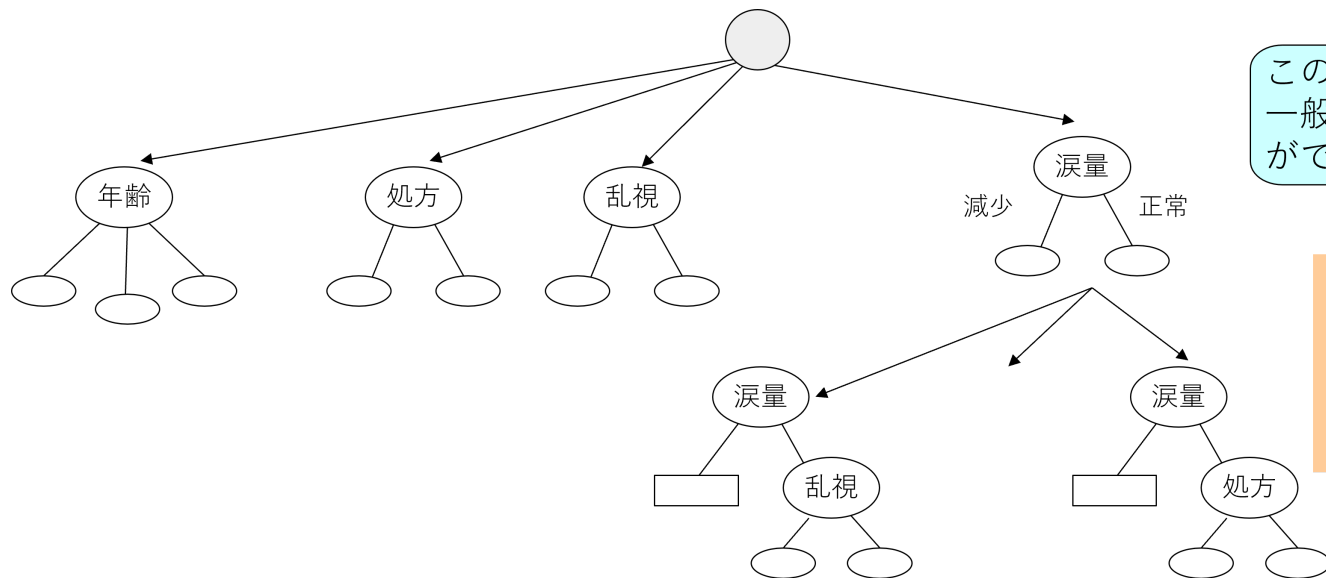 この
一般
がで
涙量
年齢
処方
乱視
減少
正常
涙量
涙量
乱視
処方